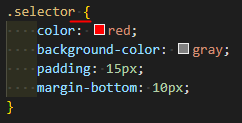 .selector {
    color: red;
    background-color: gray;
    padding: 15px;
    margin-bottom: 10px;
}